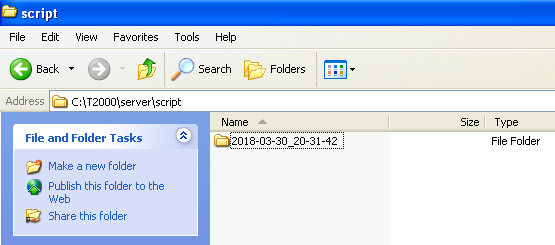 script
File Edit View Favorites Tools Help
Back Search Folders
Address C:\T2000\server\script
Name Size Type
File and Folder Tasks
2018-03-30_20-31-42 File Folder
Make a new folder
Publish this folder to the
Web
Share this folder